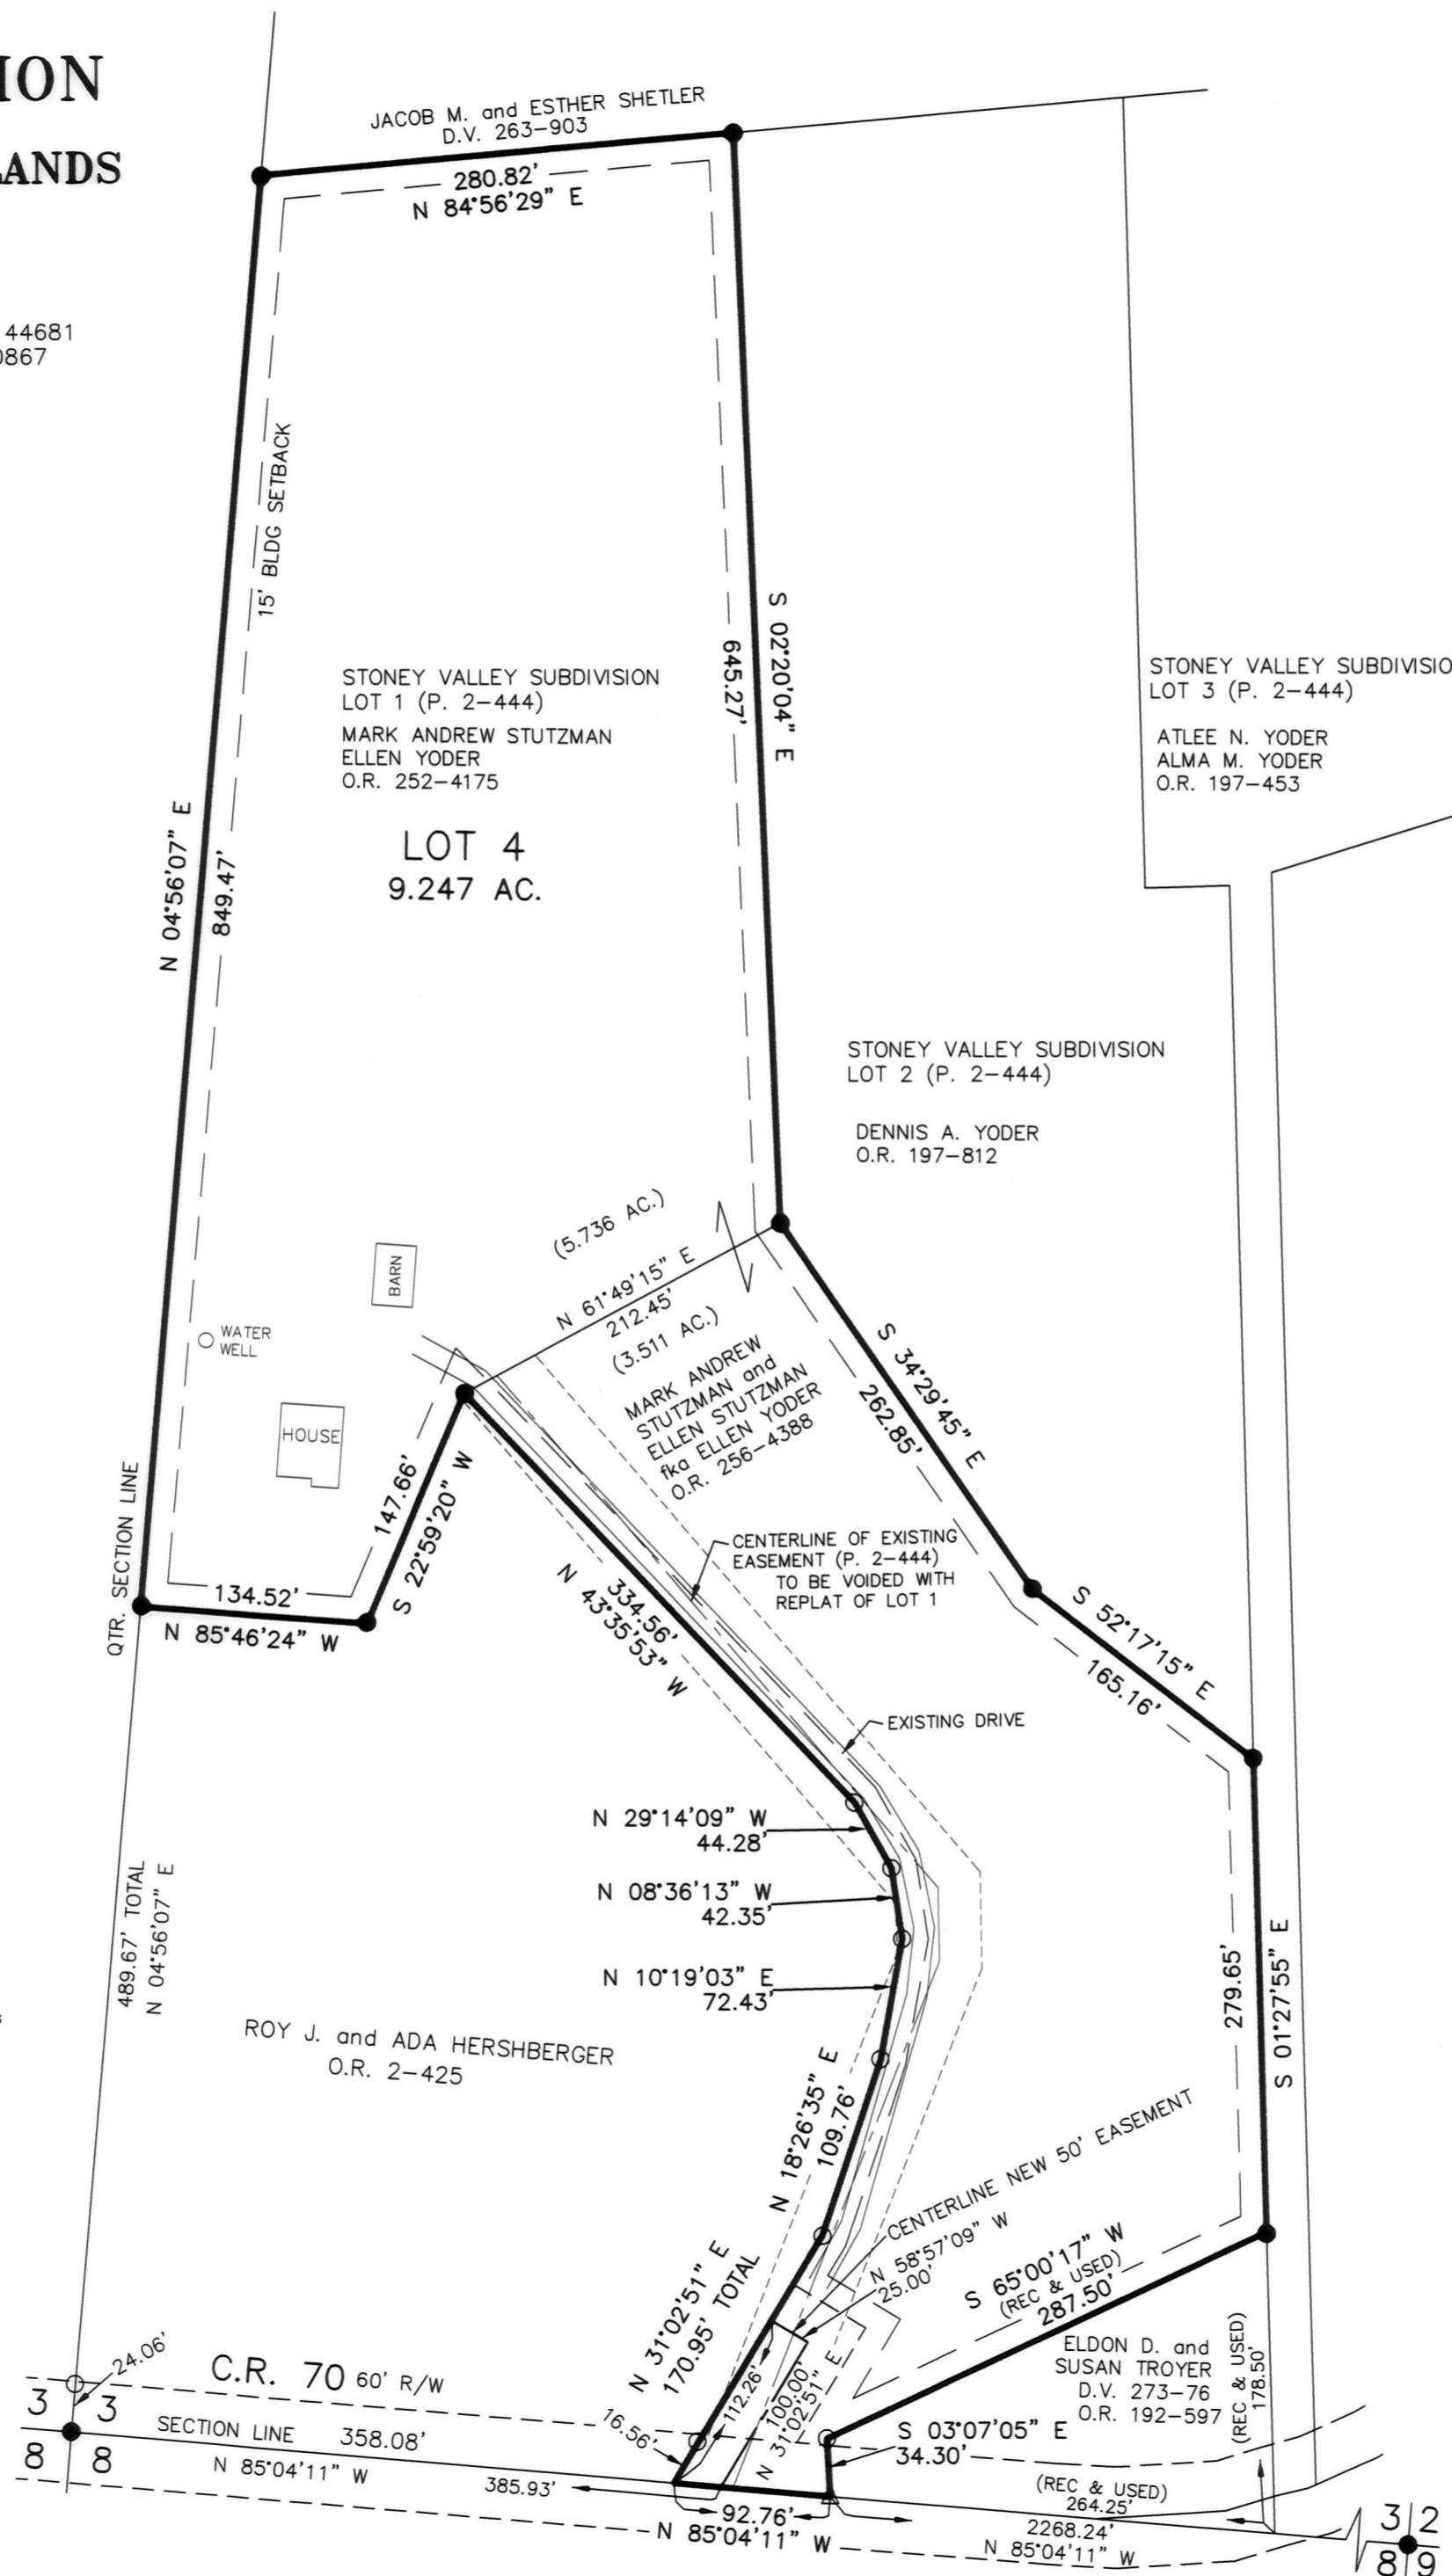 ION
LANDS
44681
0867
JACOB M. and ESTHER SHETLER
D.V. 263-903
280.82'
N 84°56'29" E
15' BLDG SETBACK
S 02°20'04" E
645.27'
STONEY VALLEY SUBDIVISION
LOT 1 (P. 2-444)
MARK ANDREW STUTZMAN
ELLEN YODER
O.R. 252-4175
LOT 4
9.247 AC.
STONEY VALLEY SUBDIVISIO
LOT 3 (P. 2-444)
ATLEE N. YODER
ALMA M. YODER
O.R. 197-453
N 04°56'07" E
849.47'
STONEY VALLEY SUBDIVISION
LOT 2 (P. 2-444)
DENNIS A. YODER
O.R. 197-812
(5.736 AC.)
N 61°49'15" E
212.45'
(3.511 AC.)
BARN
WATER
WELL
HOUSE
MARK ANDREW
STUTZMAN and
ELLEN STUTZMAN
fka ELLEN YODER
O.R. 256-4388
S 34°29'45" E
262.85'
147.66'
S 22°59'20" W
QTR. SECTION LINE
134.52'
N 85°46'24" W
CENTERLINE OF EXISTING
EASEMENT (P. 2-444)
TO BE VOIDED WITH
REPLAT OF LOT 1
334.56'
N 43°35'53" W
S 52°17'15" E
165.16'
EXISTING DRIVE
N 29°14'09" W
44.28'
N 08°36'13" W
42.35'
N 10°19'03" E
72.43'
489.67' TOTAL
N 04°56'07" E
279.65'
S 01°27'55" E
ROY J. and ADA HERSHBERGER
O.R. 2-425
N 18°26'35" E
109.76'
CENTERLINE NEW 50' EASEMENT
N 58°57'09" W
25.00'
S 65°00'17" W
(REC & USED)
287.50'
N 31°02'51" E
170.95' TOTAL
ELDON D. and
SUSAN TROYER
D.V. 273-76
O.R. 192-597
(REC & USED)
178.50'
24.06'
C.R. 70 60' R/W
112.26'
100.00'
N 31°02'51" E
16.56'
S 03°07'05" E
34.30'
3 3
8 8
SECTION LINE 358.08'
N 85°04'11" W
385.93'
92.76'
N 85°04'11" W
(REC & USED)
264.25'
2268.24'
N 85°04'11" W
3 2
8 9